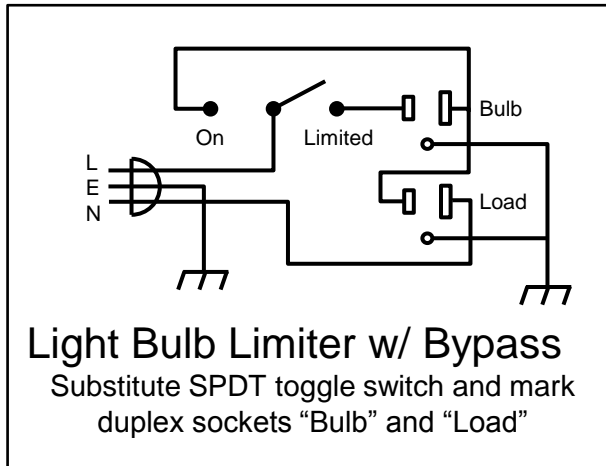 Bulb
On
Limited
L
E
N
Load
Light Bulb Limiter w/ Bypass
Substitute SPDT toggle switch and mark
duplex sockets “Bulb” and “Load”